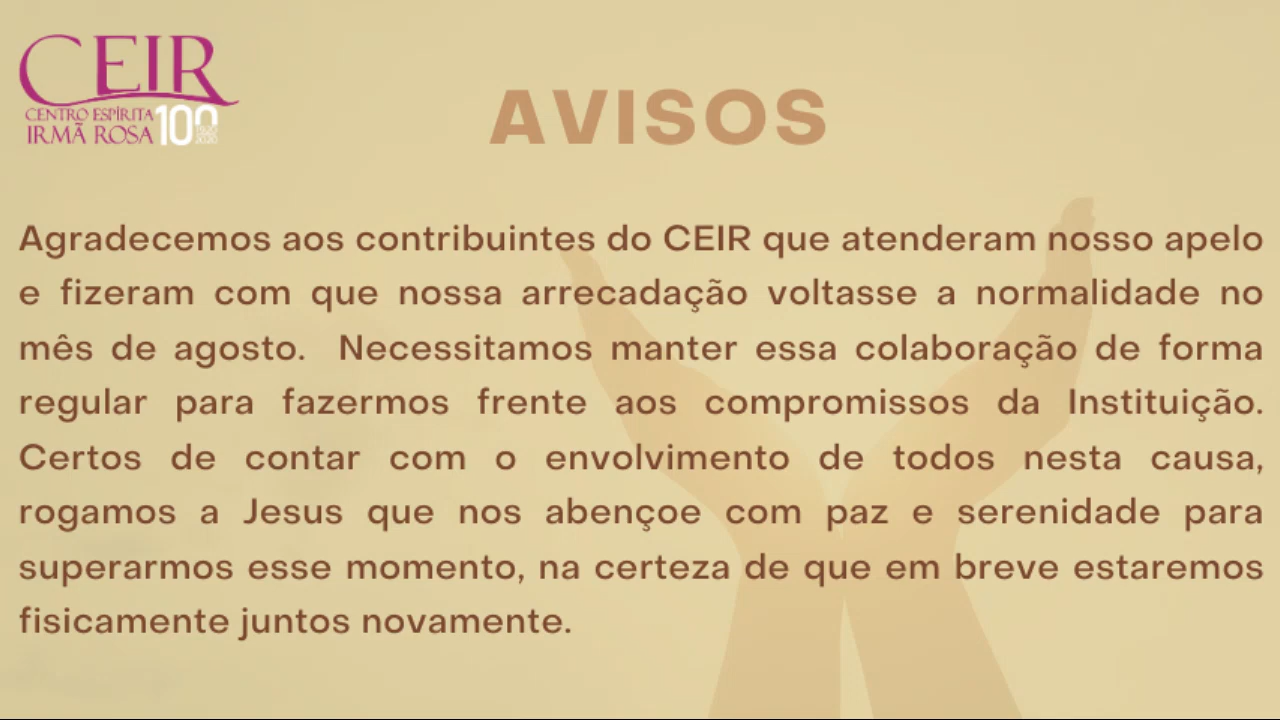 CEIR
CENTRO ESPÍRITA
IRMÃ ROSA 100
2020
AVISOS
Agradecemos aos contribuintes do CEIR que atenderam nosso apelo
e fizeram com que nossa arrecadação voltasse a normalidade no
mês de agosto. Necessitamos manter essa colaboração de forma
regular para fazermos frente aos compromissos da Instituição.
Certos de contar com o envolvimento de todos nesta causa,
rogamos a Jesus que nos abençoe com paz e serenidade para
superarmos esse momento, na certeza de que em breve estaremos
fisicamente juntos novamente.